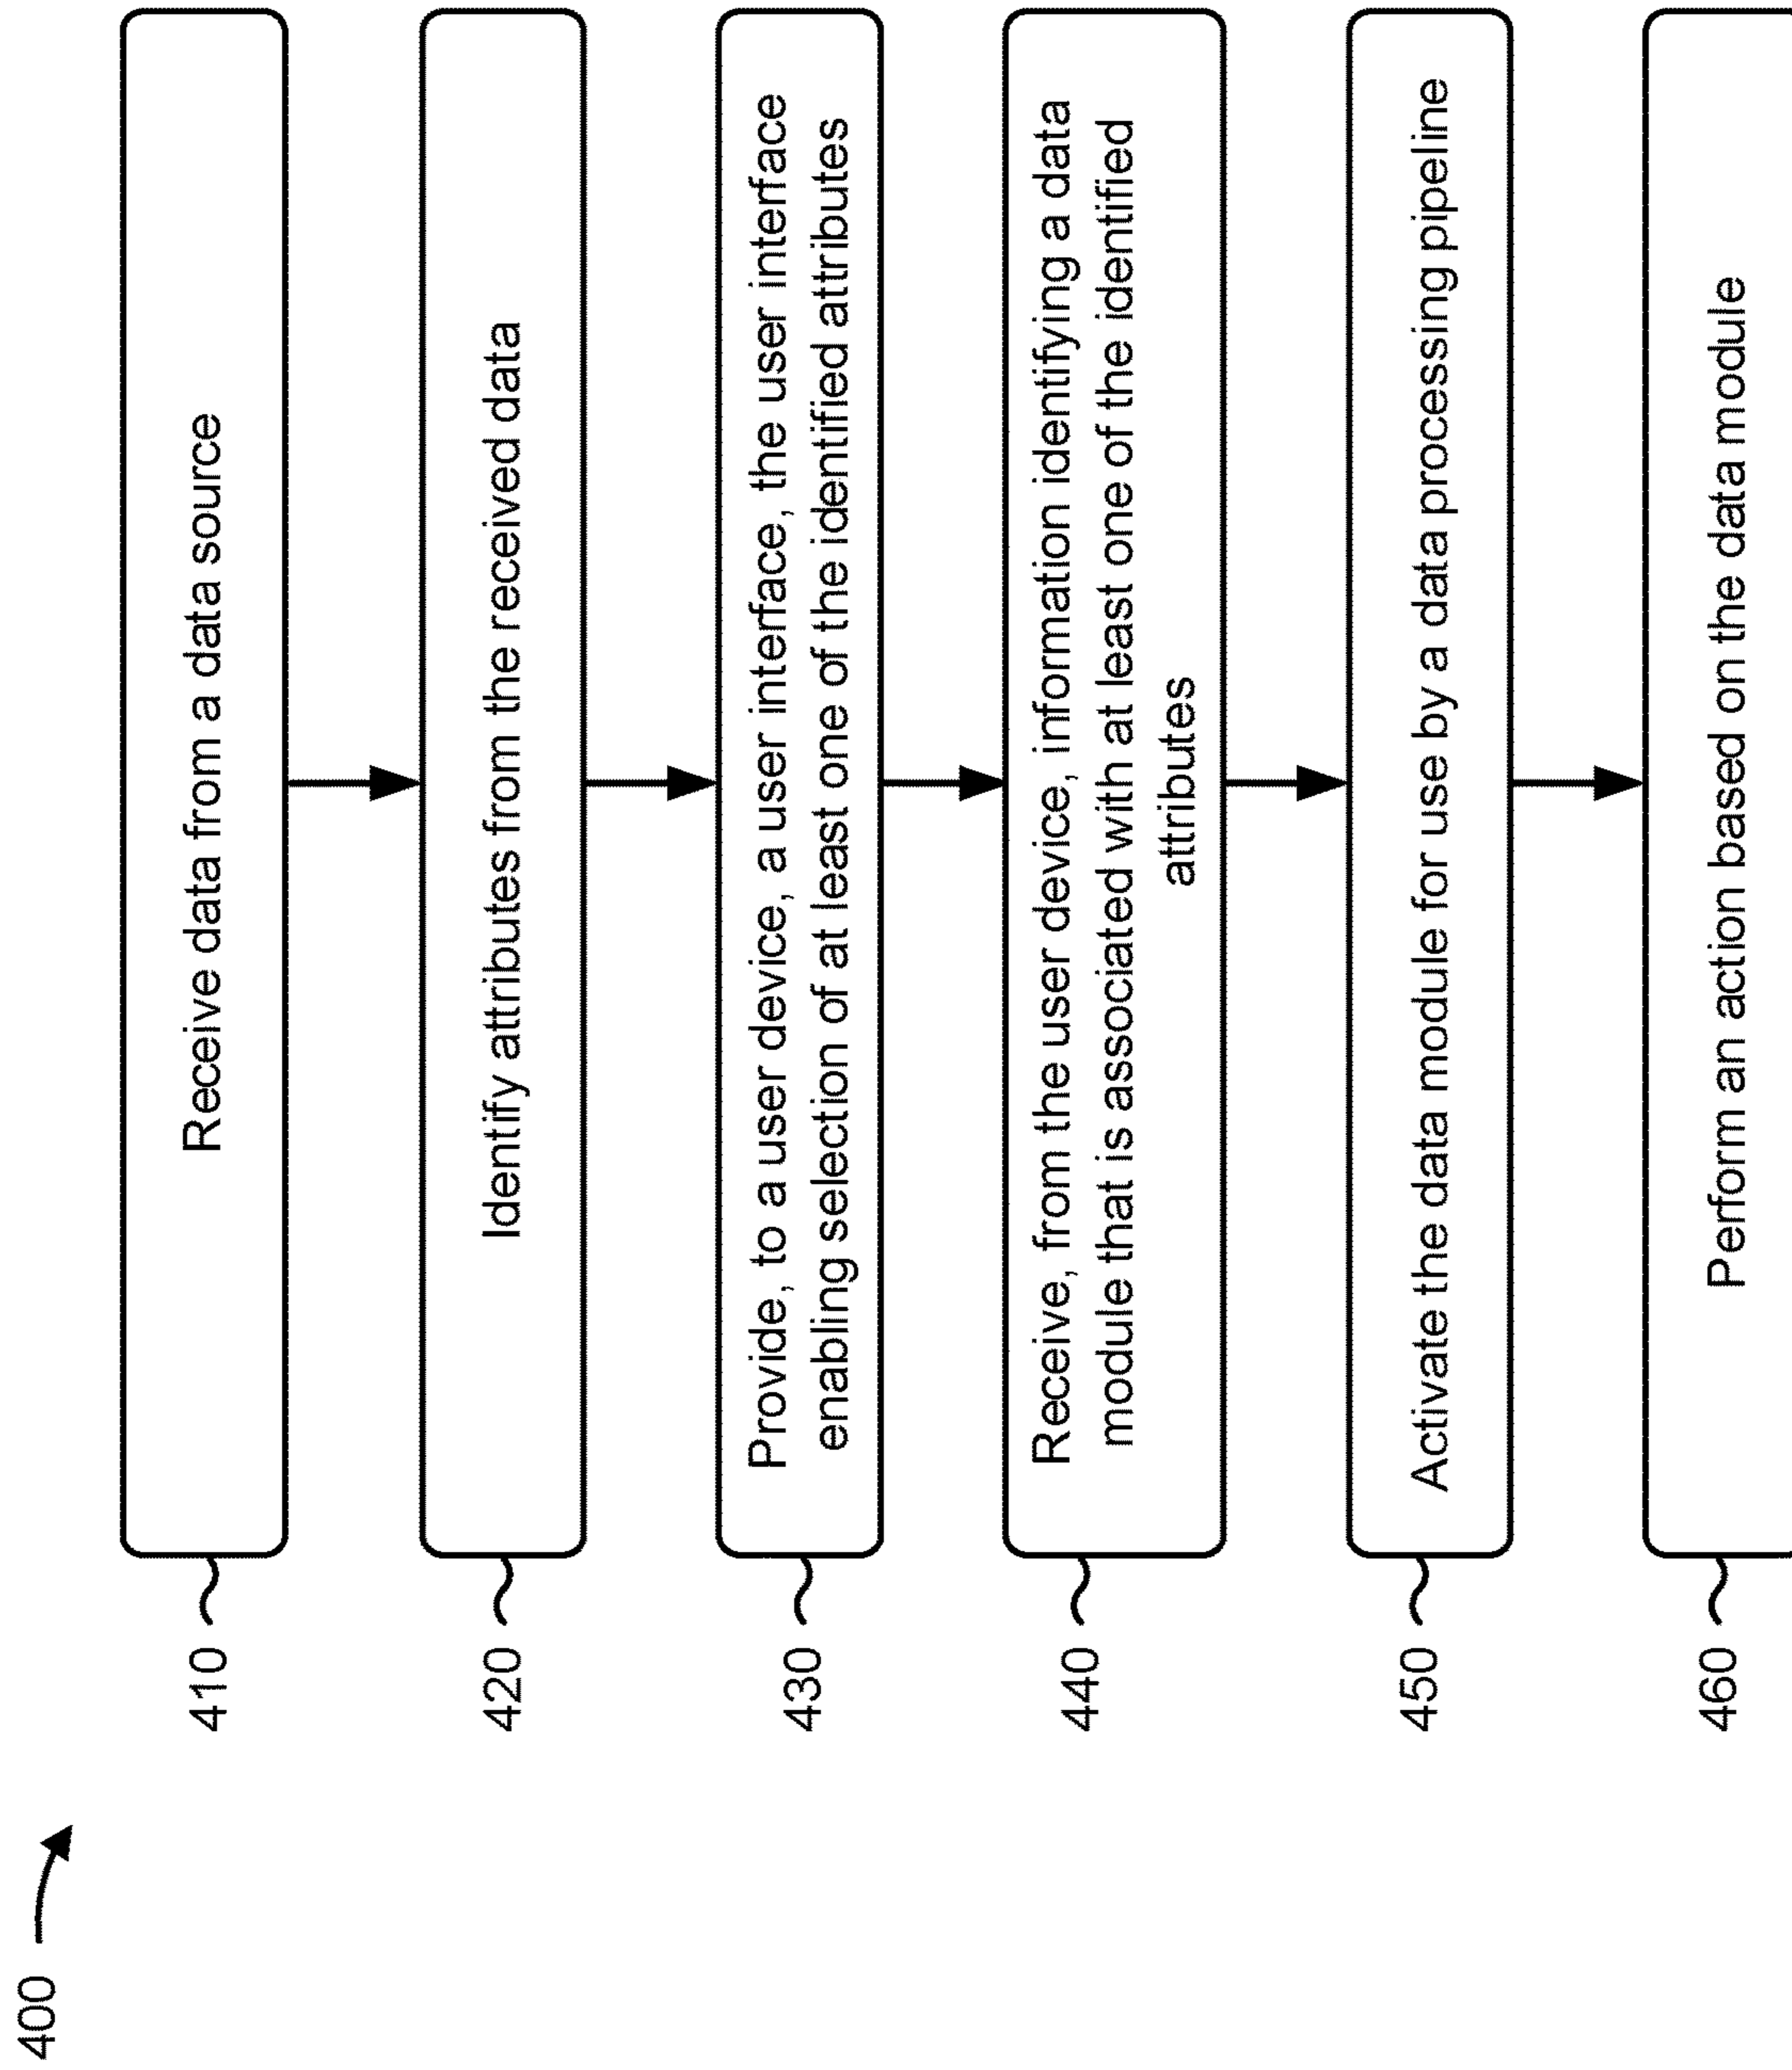 400
410
Receive data from a data source
420
Identify attributes from the received data
430
Provide, to a user device, a user interface, the user interface
enabling selection of at least one of the identified attributes
440
Receive, from the user device, information identifying a data
module that is associated with at least one of the identified
attributes
450
Activate the data module for use by a data processing pipeline
460
Perform an action based on the data module